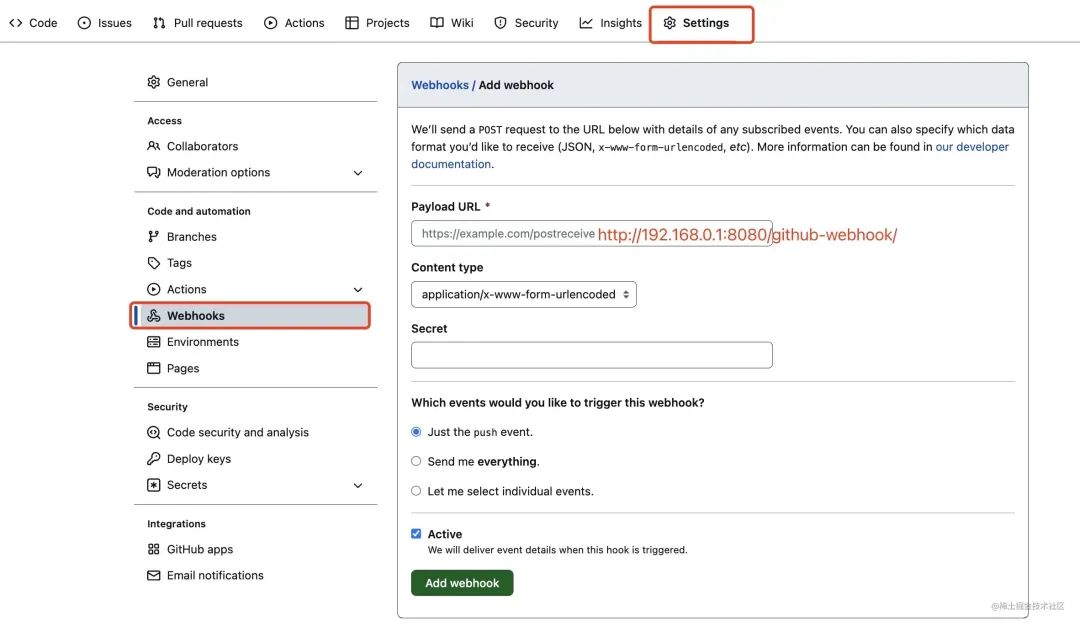 Code Issues Pull requests Actions Projects Wiki Security Insights Settings
General
Access
Collaborators
Moderation options
Code and automation
Branches
Tags
Actions
Webhooks
Environments
Pages
Security
Code security and analysis
Deploy keys
Secrets
Integrations
GitHub apps
Email notifications
Webhooks / Add webhook
We'll send a POST request to the URL below with details of any subscribed events. You can also specify which data
format you'd like to receive (JSON, x-www-form-urlencoded, etc). More information can be found in our developer
documentation.
Payload URL *
https://example.com/postreceive http://192.168.0.1:8080/github-webhook/
Content type
application/x-www-form-urlencoded
Secret
Which events would you like to trigger this webhook?
Just the push event.
Send me everything.
Let me select individual events.
Active
We will deliver event details when this hook is triggered.
Add webhook
@稀土掘金技术社区